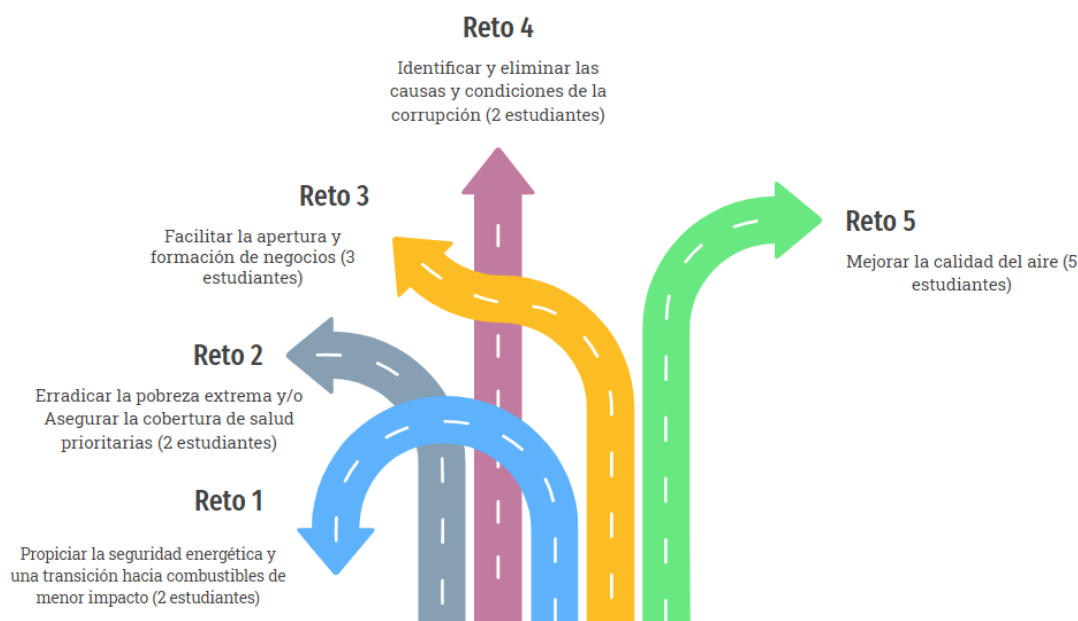 Reto 4
Identificar y eliminar las
causas y condiciones de la
corrupción (2 estudiantes)
Reto 3
Facilitar la apertura y
formación de negocios (3
estudiantes)
Reto 5
Mejorar la calidad del aire (5
estudiantes)
Reto 2
Erradicar la pobreza extrema y/o
Asegurar la cobertura de salud
prioritarias (2 estudiantes)
Reto 1
Propiciar la seguridad energética y
una transición hacia combustibles de
menor impacto (2 estudiantes)